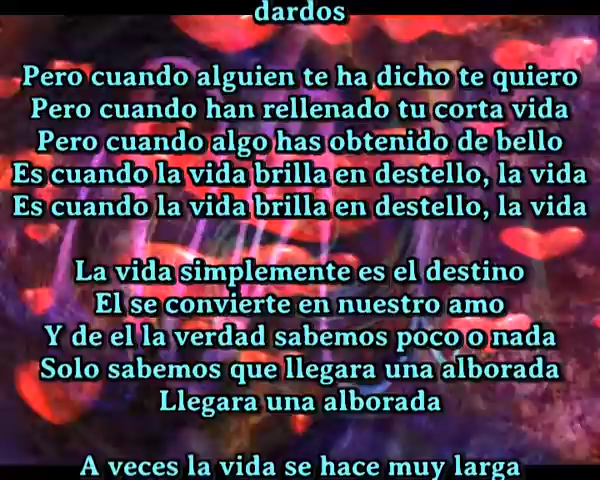 dardos
Pero cuando alguien te ha dicho te quiero
Pero cuando han rellenado tu corta vida
Pero cuando algo has obtenido de bello
Es cuando la vida brilla en destello, la vida
Es cuando la vida brilla en destello, la vida
La vida simplemente es el destino
El se convierte en nuestro amo
Y de el la verdad sabemos poco o nada
Solo sabemos que llegara una alborada
Llegara una alborada
A veces la vida se hace muy larga